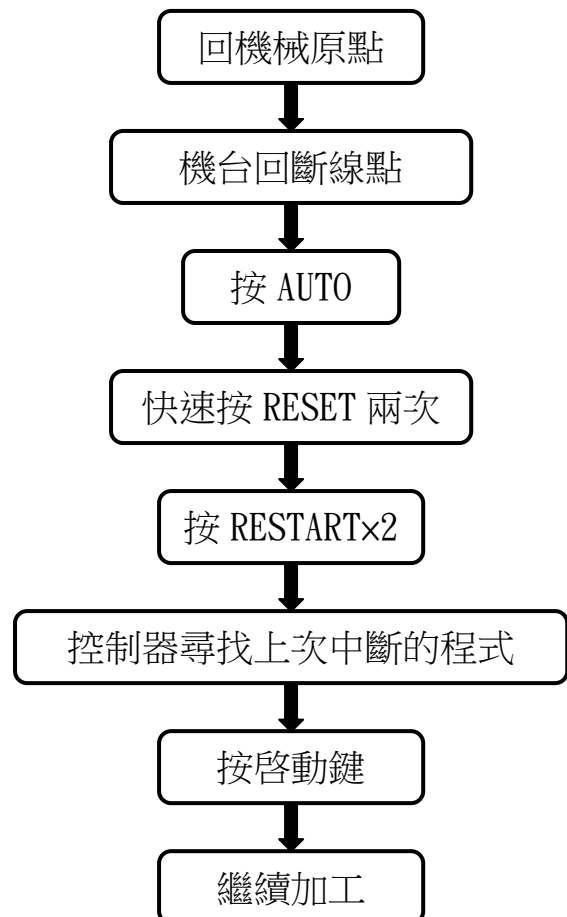 回機械原點
機台回斷線點
按 AUTO
快速按 RESET 兩次
按 RESTART×2
控制器尋找上次中斷的程式
按啓動鍵
繼續加工